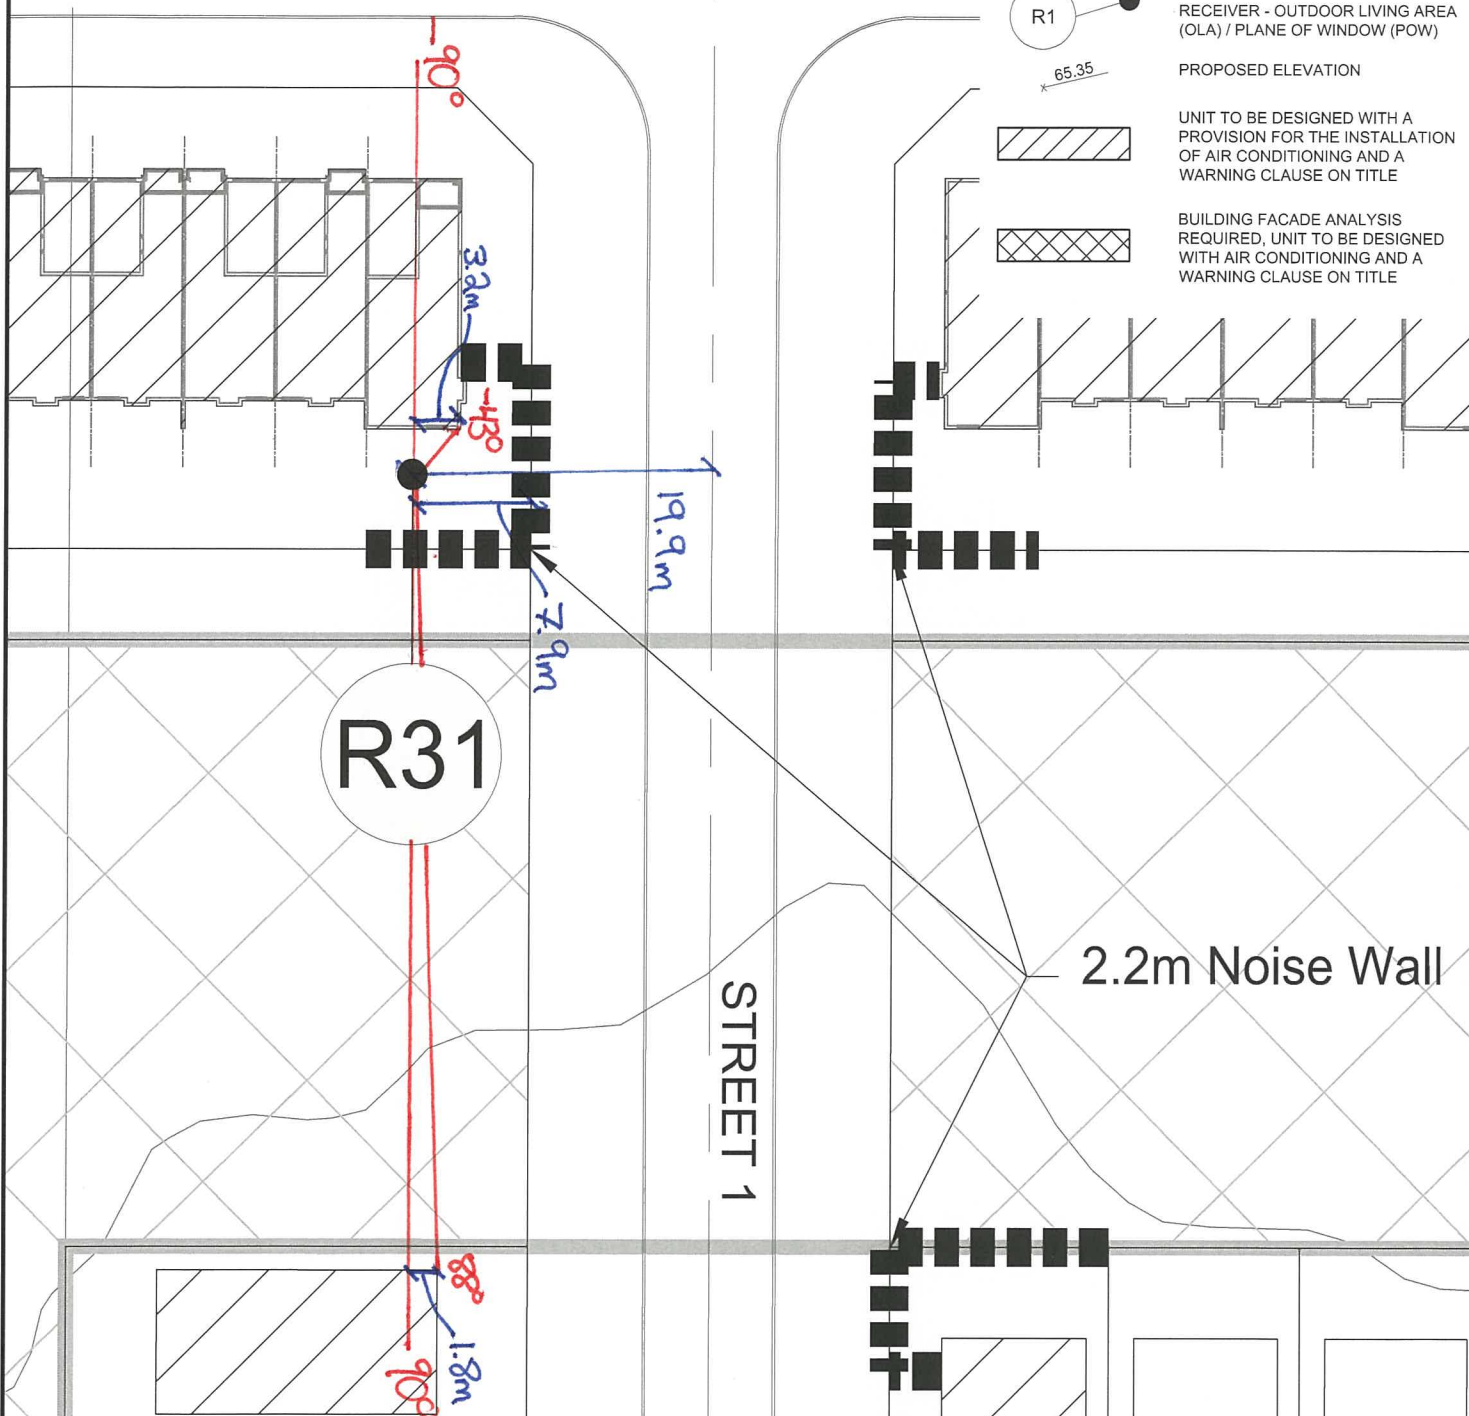 R1
RECEIVER - OUTDOOR LIVING AREA
(OLA) / PLANE OF WINDOW (POW)
65.35
PROPOSED ELEVATION
UNIT TO BE DESIGNED WITH A
PROVISION FOR THE INSTALLATION
OF AIR CONDITIONING AND A
WARNING CLAUSE ON TITLE
BUILDING FACADE ANALYSIS
REQUIRED, UNIT TO BE DESIGNED
WITH AIR CONDITIONING AND A
WARNING CLAUSE ON TITLE
-90°
3.2m
-43°
19.9m
7.9m
R31
2.2m Noise Wall
STREET 1
88°
1.8m
90°